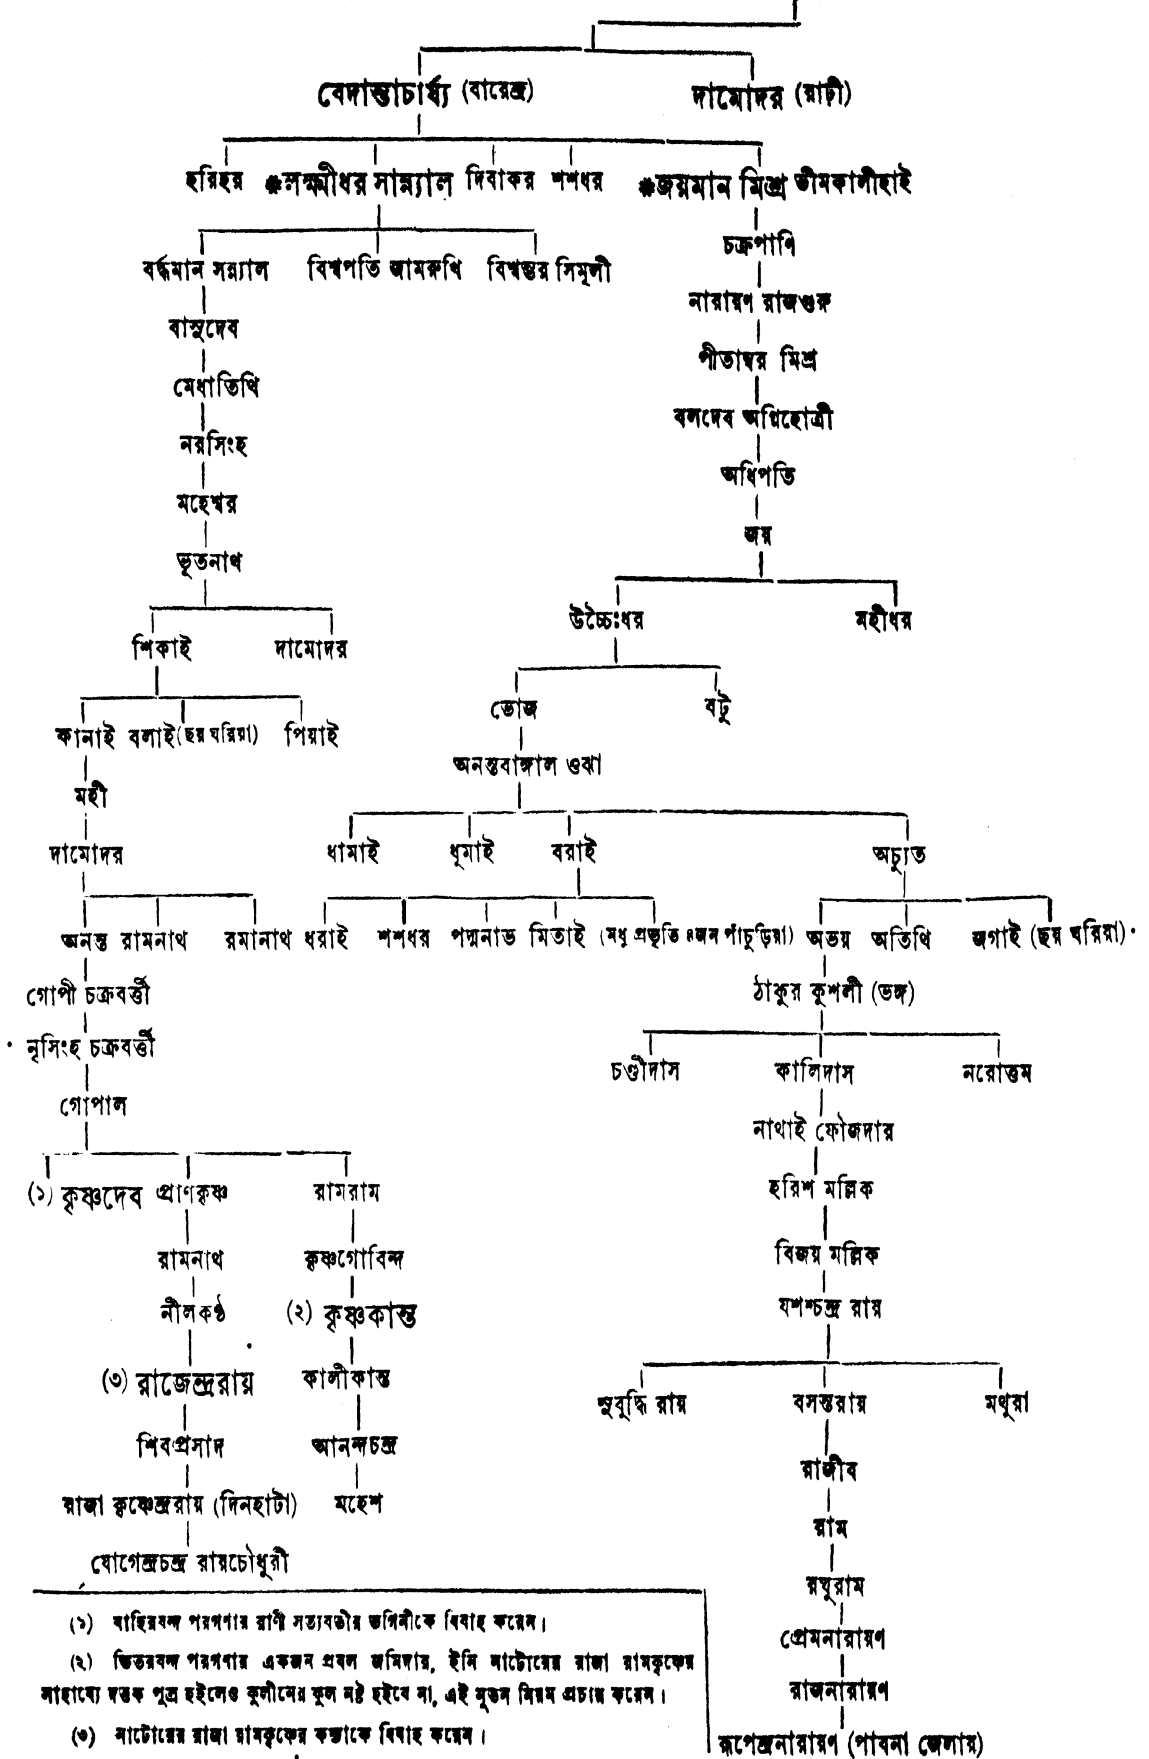 বেদান্তাচার্য্য (বারেন্দ্র) দামোদর (রাঢ়ী)
হরিহর *লক্ষ্মীধর সান্ন্যাল দিবাকর শশধর *জয়মান মিশ্র ভীমকালীহাই
চক্রপাণি
বর্দ্ধমান সন্ন্যাল বিশ্বপতি জামরুখি বিশ্বম্ভর সিমূলী
নারায়ণ রাজগুরু
বাসুদেব
পীতাম্বর মিশ্র
মেধাতিথি
বলদেব অগ্নিহোত্রী
নরসিংহ
অধিপতি
মহেশ্বর
জয়
ভূতনাথ
উচ্চৈঃধর মহীধর
শিকাই দামোদর
ভোজ বটু
কানাই বলাই (ছয় ঘরিয়া) পিয়াই
অনন্তবাঙ্গাল ওঝা
মহী
দামোদর ধামাই ধূমাই বরাই অচ্যুত
অনন্ত রামনাথ রমানাথ ধরাই শশধর পদ্মনাভ মিতাই (মধু প্রভৃতি ৪জন পাঁচুড়িয়া) অভয় অতিথি জগাই (ছয় ঘরিয়া)
গোপী চক্রবর্ত্তী ঠাকুর কুশলী (ভঙ্গ)
নৃসিংহ চক্রবর্ত্তী
চণ্ডীদাস কালিদাস নরোত্তম
গোপাল
নাথাই ফৌজদার
(১) কৃষ্ণদেব প্রাণকৃষ্ণ রামরাম হরিশ মল্লিক
রামনাথ কৃষ্ণগোবিন্দ বিজয় মল্লিক
নীলকণ্ঠ (২) কৃষ্ণকান্ত যশশ্চন্দ্র রায়
(৩) রাজেন্দ্ররায় কালীকান্ত
সুবুদ্ধি রায় বসন্তরায় মথুরা
শিবপ্রসাদ আনন্দচন্দ্র
রাজীব
রাজা কৃষ্ণেন্দ্ররায় (দিনহাটা) মহেশ
রাম
যোগেন্দ্রচন্দ্র রায়চৌধুরী
রঘুরাম
(১) বাহিরবন্দ পরগণার রাণী সত্যবতীর ভগিনীকে বিবাহ করেন।
প্রেমনারায়ণ
(২) ভিতরবন্দ পরগণার একজন প্রবল জমিদার, ইনি নাটোরের রাজা রামকৃষ্ণের
সাহায্যে দত্তক পুত্র হইলেও কুলীনের কুল নষ্ট হইবে না, এই নূতন নিয়ম প্রচার করেন।
রাজনারায়ণ
(৩) নাটোরের রাজা রামকৃষ্ণের কন্যাকে বিবাহ করেন।
রূপেন্দ্রনারায়ণ (পাবনা জেলায়)